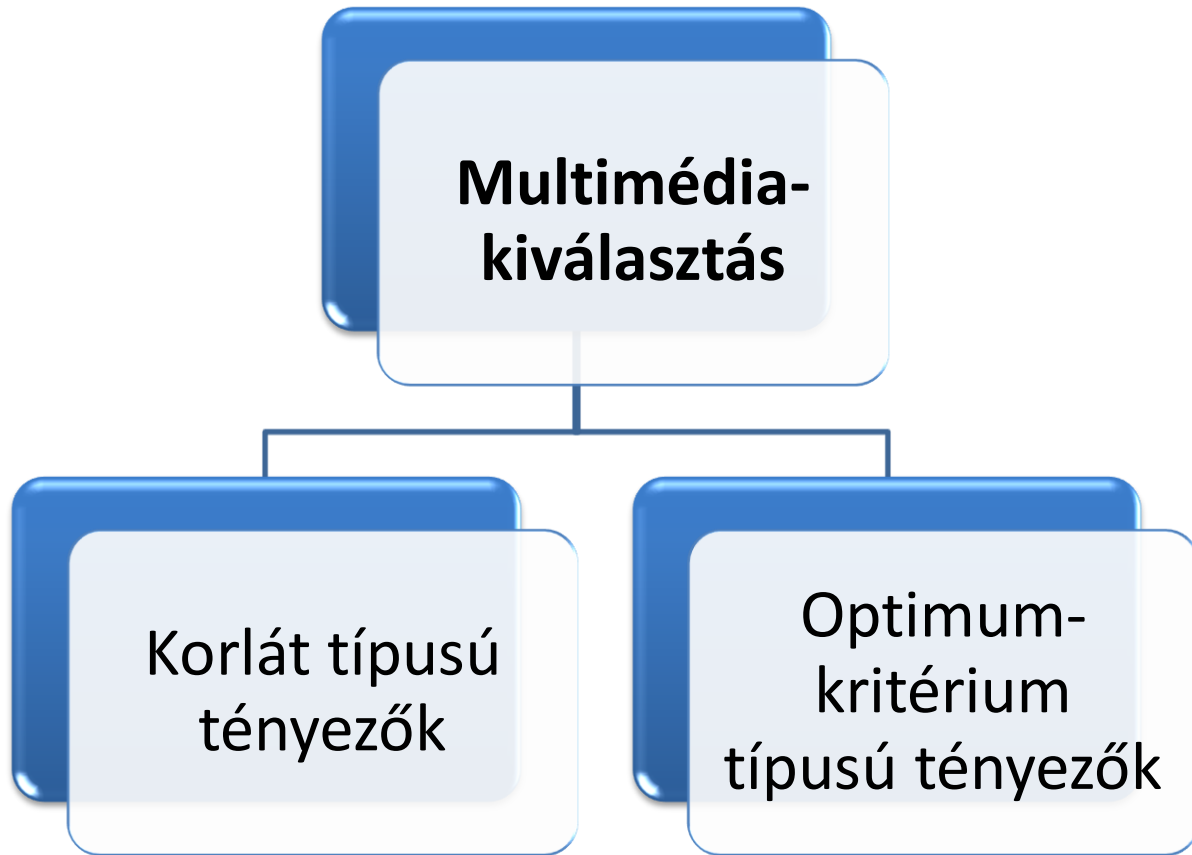 Multimédia-
kiválasztás
Korlát típusú
tényezők
Optimum-
kritérium
típusú tényezők